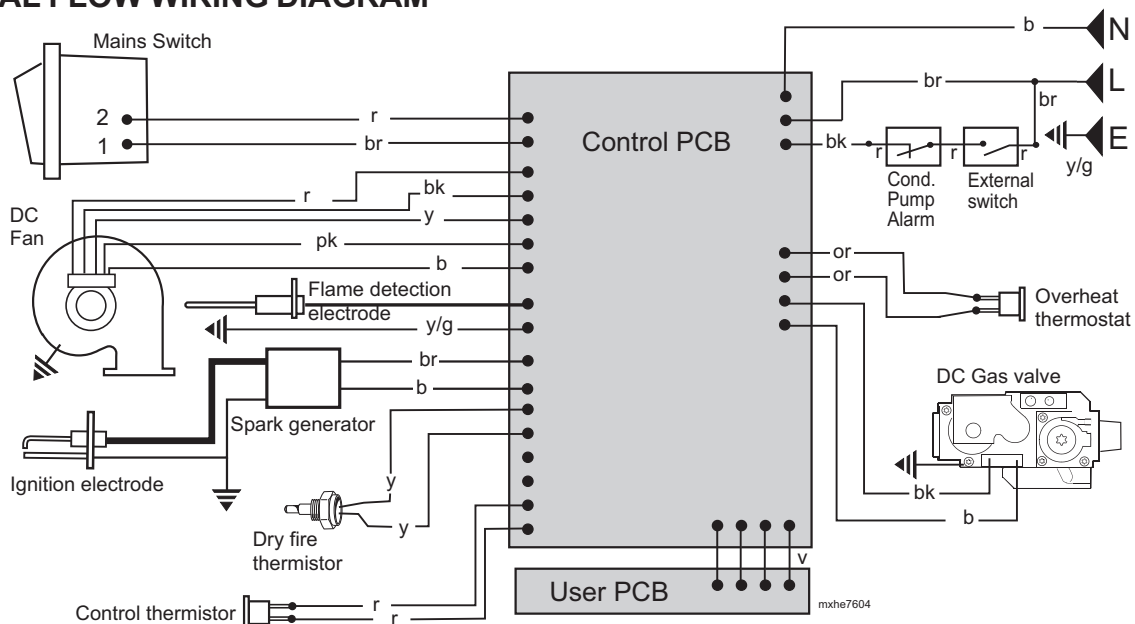 FLOW WIRING DIAGRAM
Mains Switch
2
1
r
br
DC
Fan
r
bk
y
pk
b
Flame detection
electrode
y/g
br
b
Spark generator
Ignition electrode
y
y
Dry fire
thermistor
Control thermistor
r
r
Control PCB
User PCB
v
mxhe7604
b
N
br
L
br
bk
r
r
r
E
y/g
Cond.
Pump
Alarm
External
switch
or
or
Overheat
thermostat
DC Gas valve
bk
b